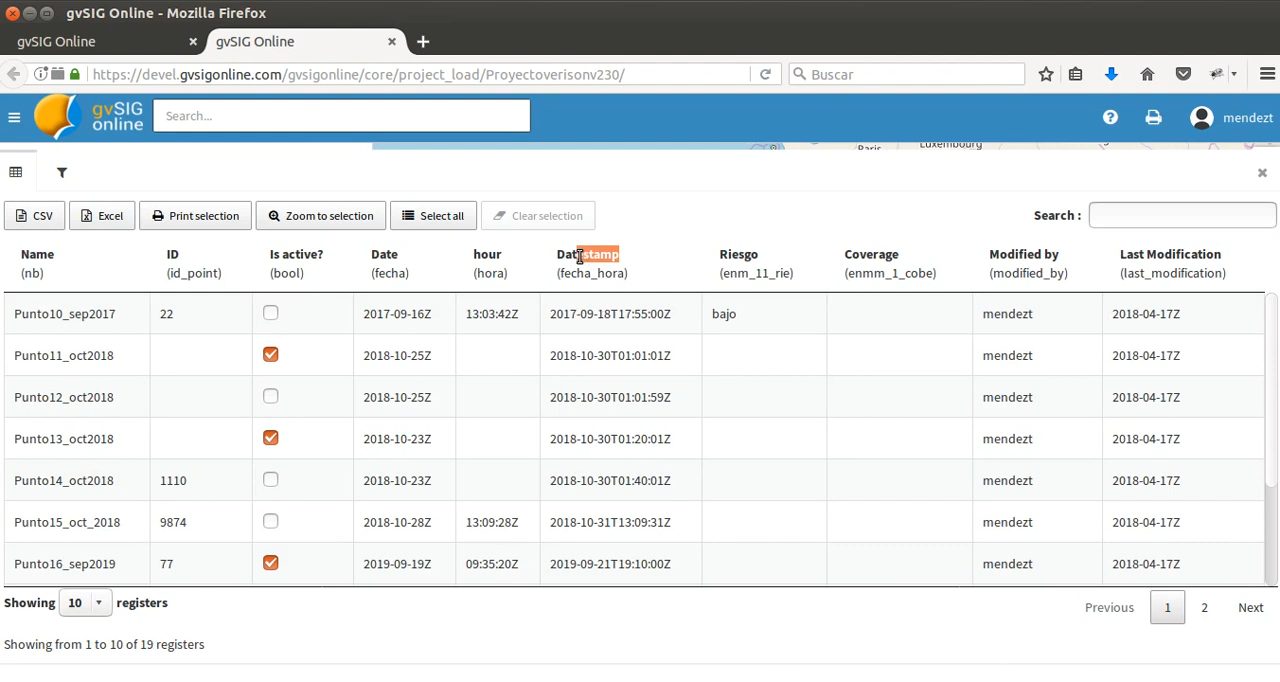 gvSIG Online - Mozilla Firefox
gvSIG Online
gvSIG Online
https://devel.gvsigonline.com/gvsigonline/core/project_load/Proyectoverisonv230/
Buscar
gvSIG online
Search...
mendezt
Paris
Luxembourg
CSV
Excel
Print selection
Zoom to selection
Select all
Clear selection
Search :
Name ID Is active? Date hour Datestamp Riesgo Coverage Modified by Last Modification
(nb) (id_point) (bool) (fecha) (hora) (fecha_hora) (enm_11_rie) (enmm_1_cobe) (modified_by) (last_modification)
Punto10_sep2017 22 2017-09-16Z 13:03:42Z 2017-09-18T17:55:00Z bajo mendezt 2018-04-17Z
Punto11_oct2018 2018-10-25Z 2018-10-30T01:01:01Z mendezt 2018-04-17Z
Punto12_oct2018 2018-10-25Z 2018-10-30T01:01:59Z mendezt 2018-04-17Z
Punto13_oct2018 2018-10-23Z 2018-10-30T01:20:01Z mendezt 2018-04-17Z
Punto14_oct2018 1110 2018-10-23Z 2018-10-30T01:40:01Z mendezt 2018-04-17Z
Punto15_oct_2018 9874 2018-10-28Z 13:09:28Z 2018-10-31T13:09:31Z mendezt 2018-04-17Z
Punto16_sep2019 77 2019-09-19Z 09:35:20Z 2019-09-21T19:10:00Z mendezt 2018-04-17Z
Showing 10 registers
Previous 1 2 Next
Showing from 1 to 10 of 19 registers